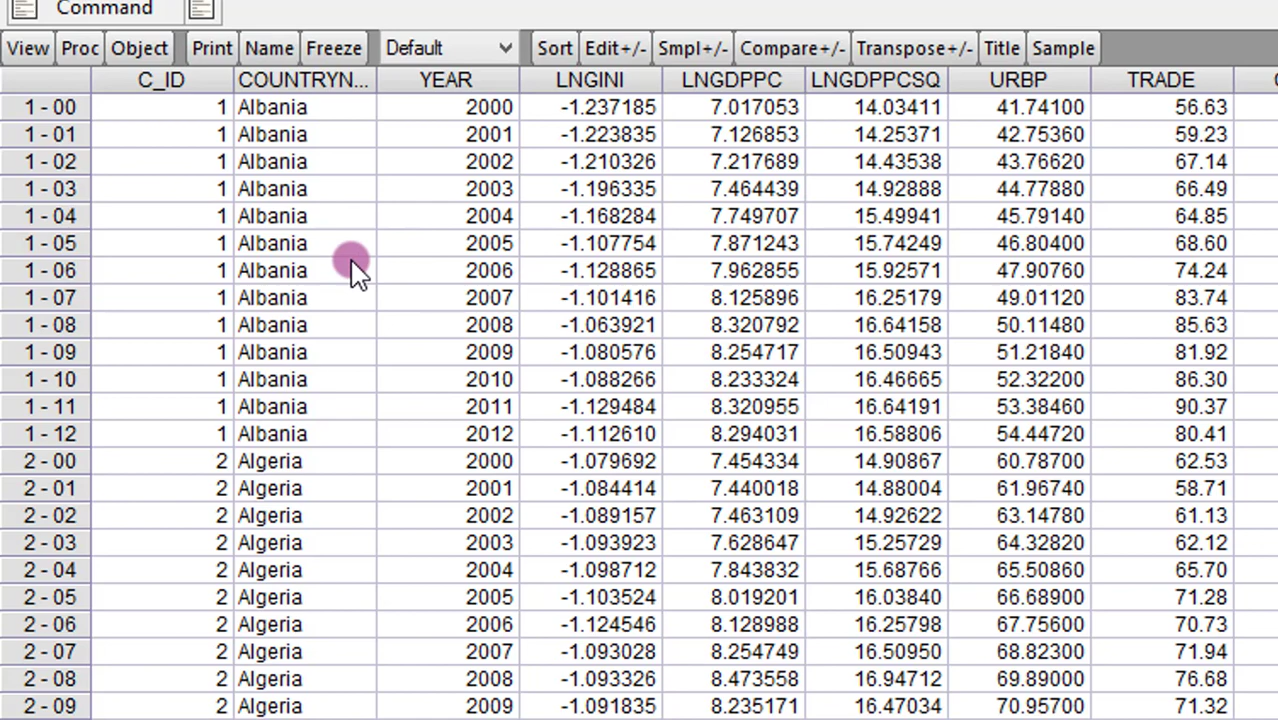 Command
View Proc Object Print Name Freeze Default Sort Edit+/- Smpl+/- Compare+/- Transpose+/- Title Sample
C_ID COUNTRYN... YEAR LNGINI LNGDPPC LNGDPPCSQ URBP TRADE
1 - 00 1 Albania 2000 -1.237185 7.017053 14.03411 41.74100 56.63
1 - 01 1 Albania 2001 -1.223835 7.126853 14.25371 42.75360 59.23
1 - 02 1 Albania 2002 -1.210326 7.217689 14.43538 43.76620 67.14
1 - 03 1 Albania 2003 -1.196335 7.464439 14.92888 44.77880 66.49
1 - 04 1 Albania 2004 -1.168284 7.749707 15.49941 45.79140 64.85
1 - 05 1 Albania 2005 -1.107754 7.871243 15.74249 46.80400 68.60
1 - 06 1 Albania 2006 -1.128865 7.962855 15.92571 47.90760 74.24
1 - 07 1 Albania 2007 -1.101416 8.125896 16.25179 49.01120 83.74
1 - 08 1 Albania 2008 -1.063921 8.320792 16.64158 50.11480 85.63
1 - 09 1 Albania 2009 -1.080576 8.254717 16.50943 51.21840 81.92
1 - 10 1 Albania 2010 -1.088266 8.233324 16.46665 52.32200 86.30
1 - 11 1 Albania 2011 -1.129484 8.320955 16.64191 53.38460 90.37
1 - 12 1 Albania 2012 -1.112610 8.294031 16.58806 54.44720 80.41
2 - 00 2 Algeria 2000 -1.079692 7.454334 14.90867 60.78700 62.53
2 - 01 2 Algeria 2001 -1.084414 7.440018 14.88004 61.96740 58.71
2 - 02 2 Algeria 2002 -1.089157 7.463109 14.92622 63.14780 61.13
2 - 03 2 Algeria 2003 -1.093923 7.628647 15.25729 64.32820 62.12
2 - 04 2 Algeria 2004 -1.098712 7.843832 15.68766 65.50860 65.70
2 - 05 2 Algeria 2005 -1.103524 8.019201 16.03840 66.68900 71.28
2 - 06 2 Algeria 2006 -1.124546 8.128988 16.25798 67.75600 70.73
2 - 07 2 Algeria 2007 -1.093028 8.254749 16.50950 68.82300 71.94
2 - 08 2 Algeria 2008 -1.093326 8.473558 16.94712 69.89000 76.68
2 - 09 2 Algeria 2009 -1.091835 8.235171 16.47034 70.95700 71.32